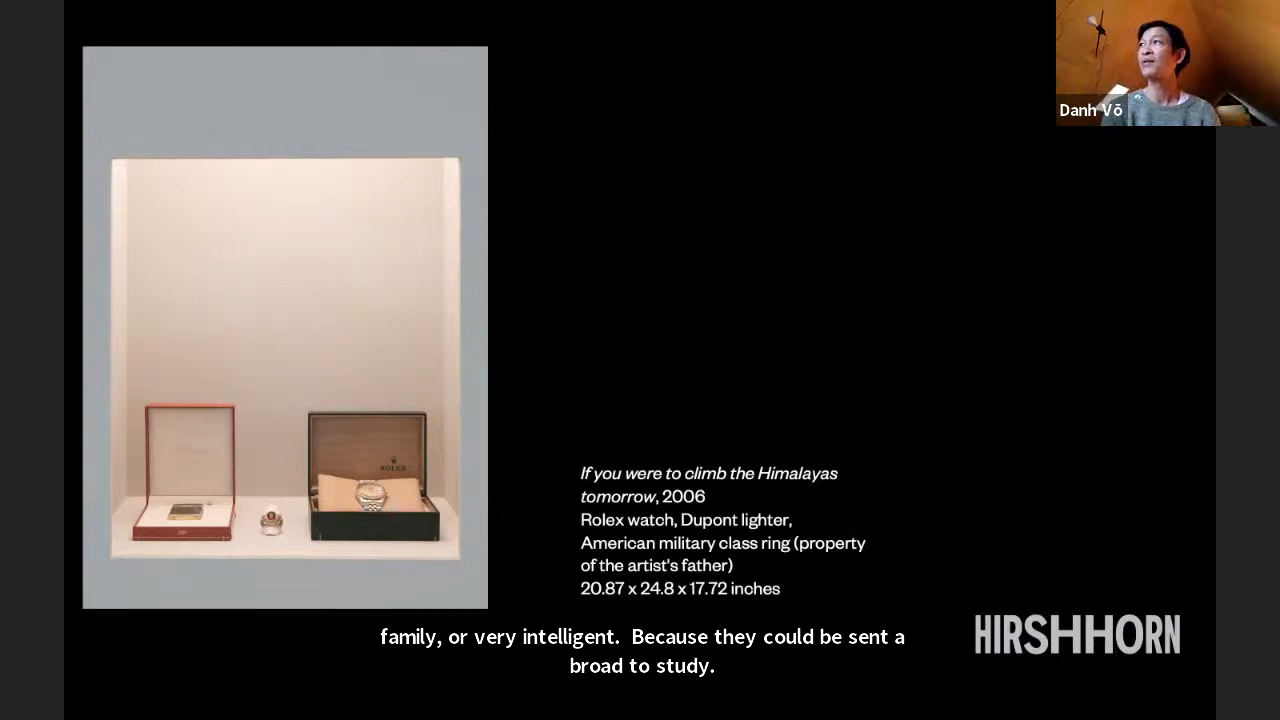 Danh Võ
ROLEX
If you were to climb the Himalayas
tomorrow, 2006
Rolex watch, Dupont lighter,
American military class ring (property
of the artist's father)
20.87 x 24.8 x 17.72 inches
HIRSHHORN
family, or very intelligent. Because they could be sent a
broad to study.